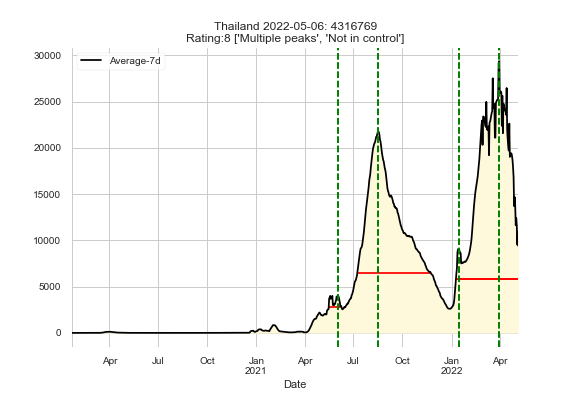 Thailand 2022-05-06: 4316769
Rating:8 ['Multiple peaks', 'Not in control']
Average-7d
30000
25000
20000
15000
10000
5000
0
Apr Jul Oct Jan Apr Jul Oct Jan Apr
2021 2022
Date